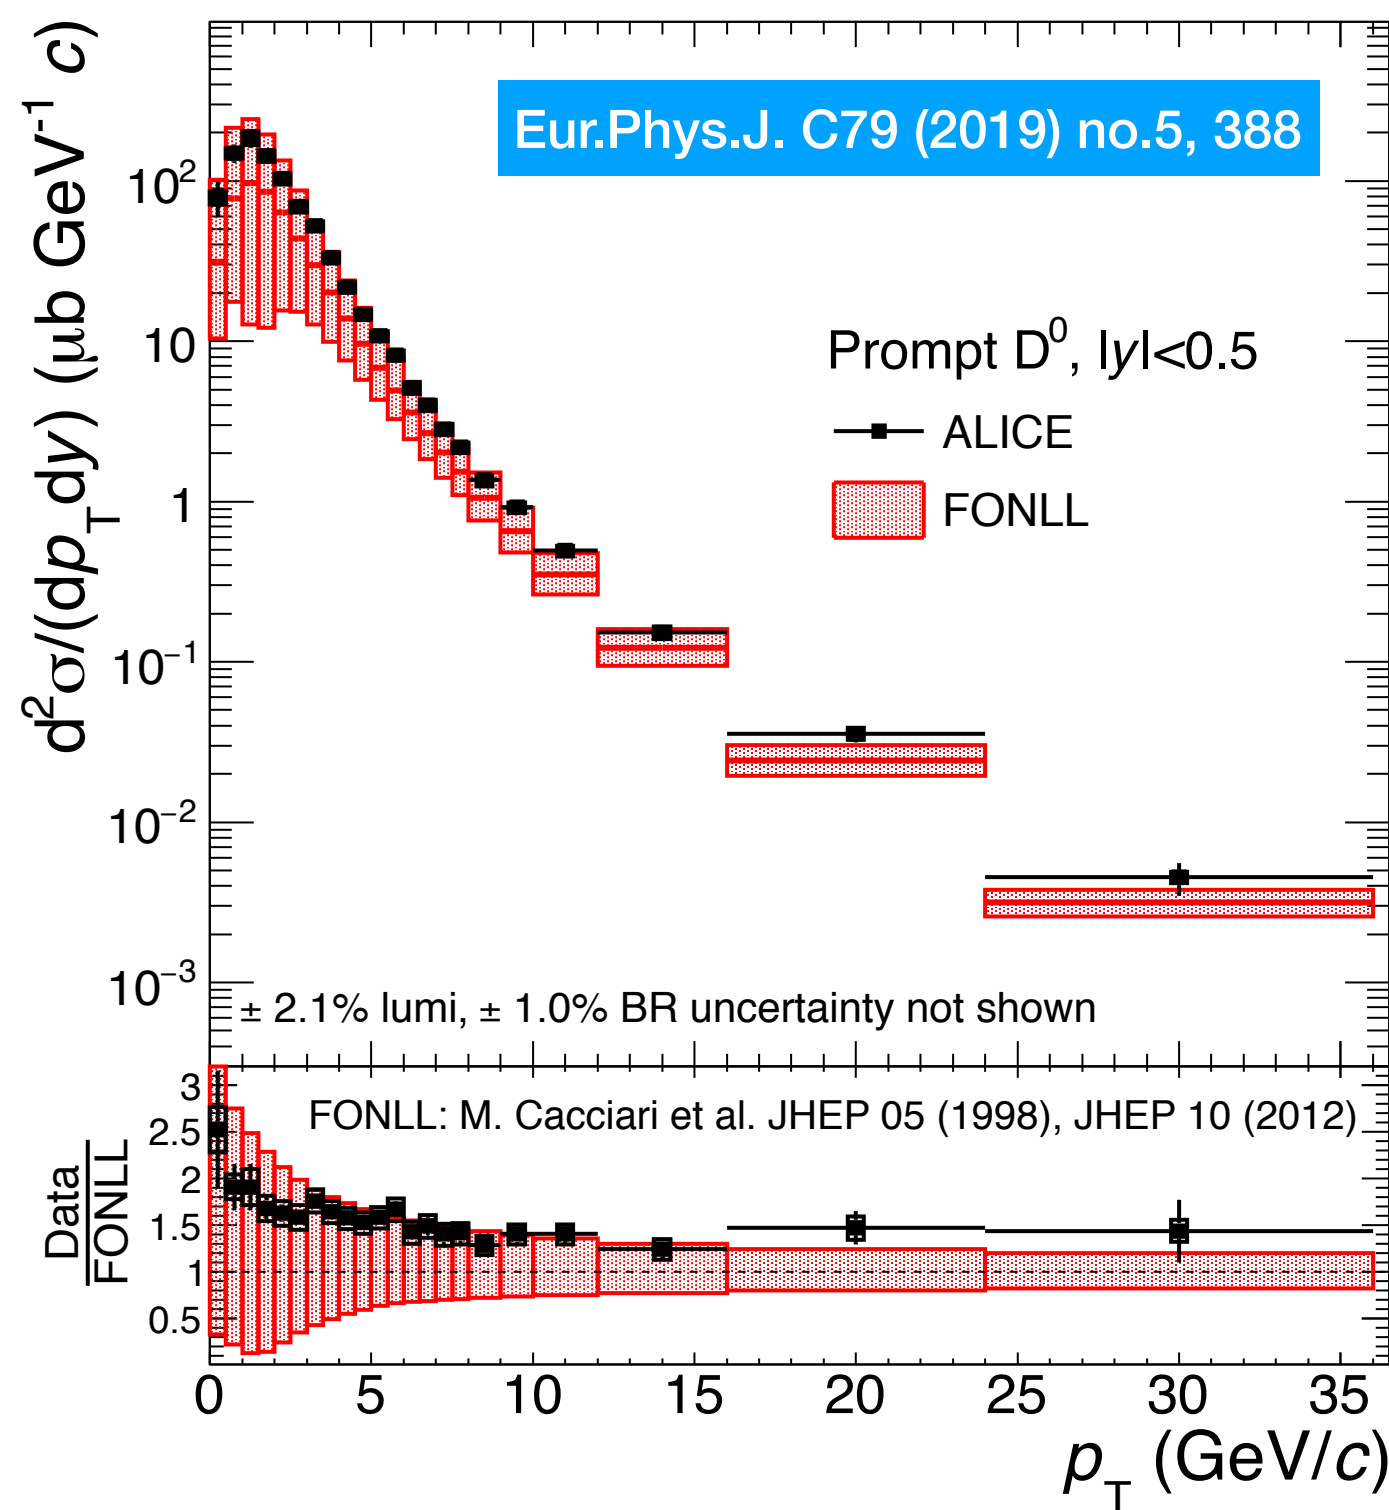 d²σ/(dp_T dy) (μb GeV⁻¹ c)
Eur.Phys.J. C79 (2019) no.5, 388
10²
10
1
10⁻¹
10⁻²
10⁻³
Prompt D⁰, |y|<0.5
ALICE
FONLL
± 2.1% lumi, ± 1.0% BR uncertainty not shown
Data
FONLL
3
2.5
2
1.5
1
0.5
FONLL: M. Cacciari et al. JHEP 05 (1998), JHEP 10 (2012)
0 5 10 15 20 25 30 35
p_T (GeV/c)